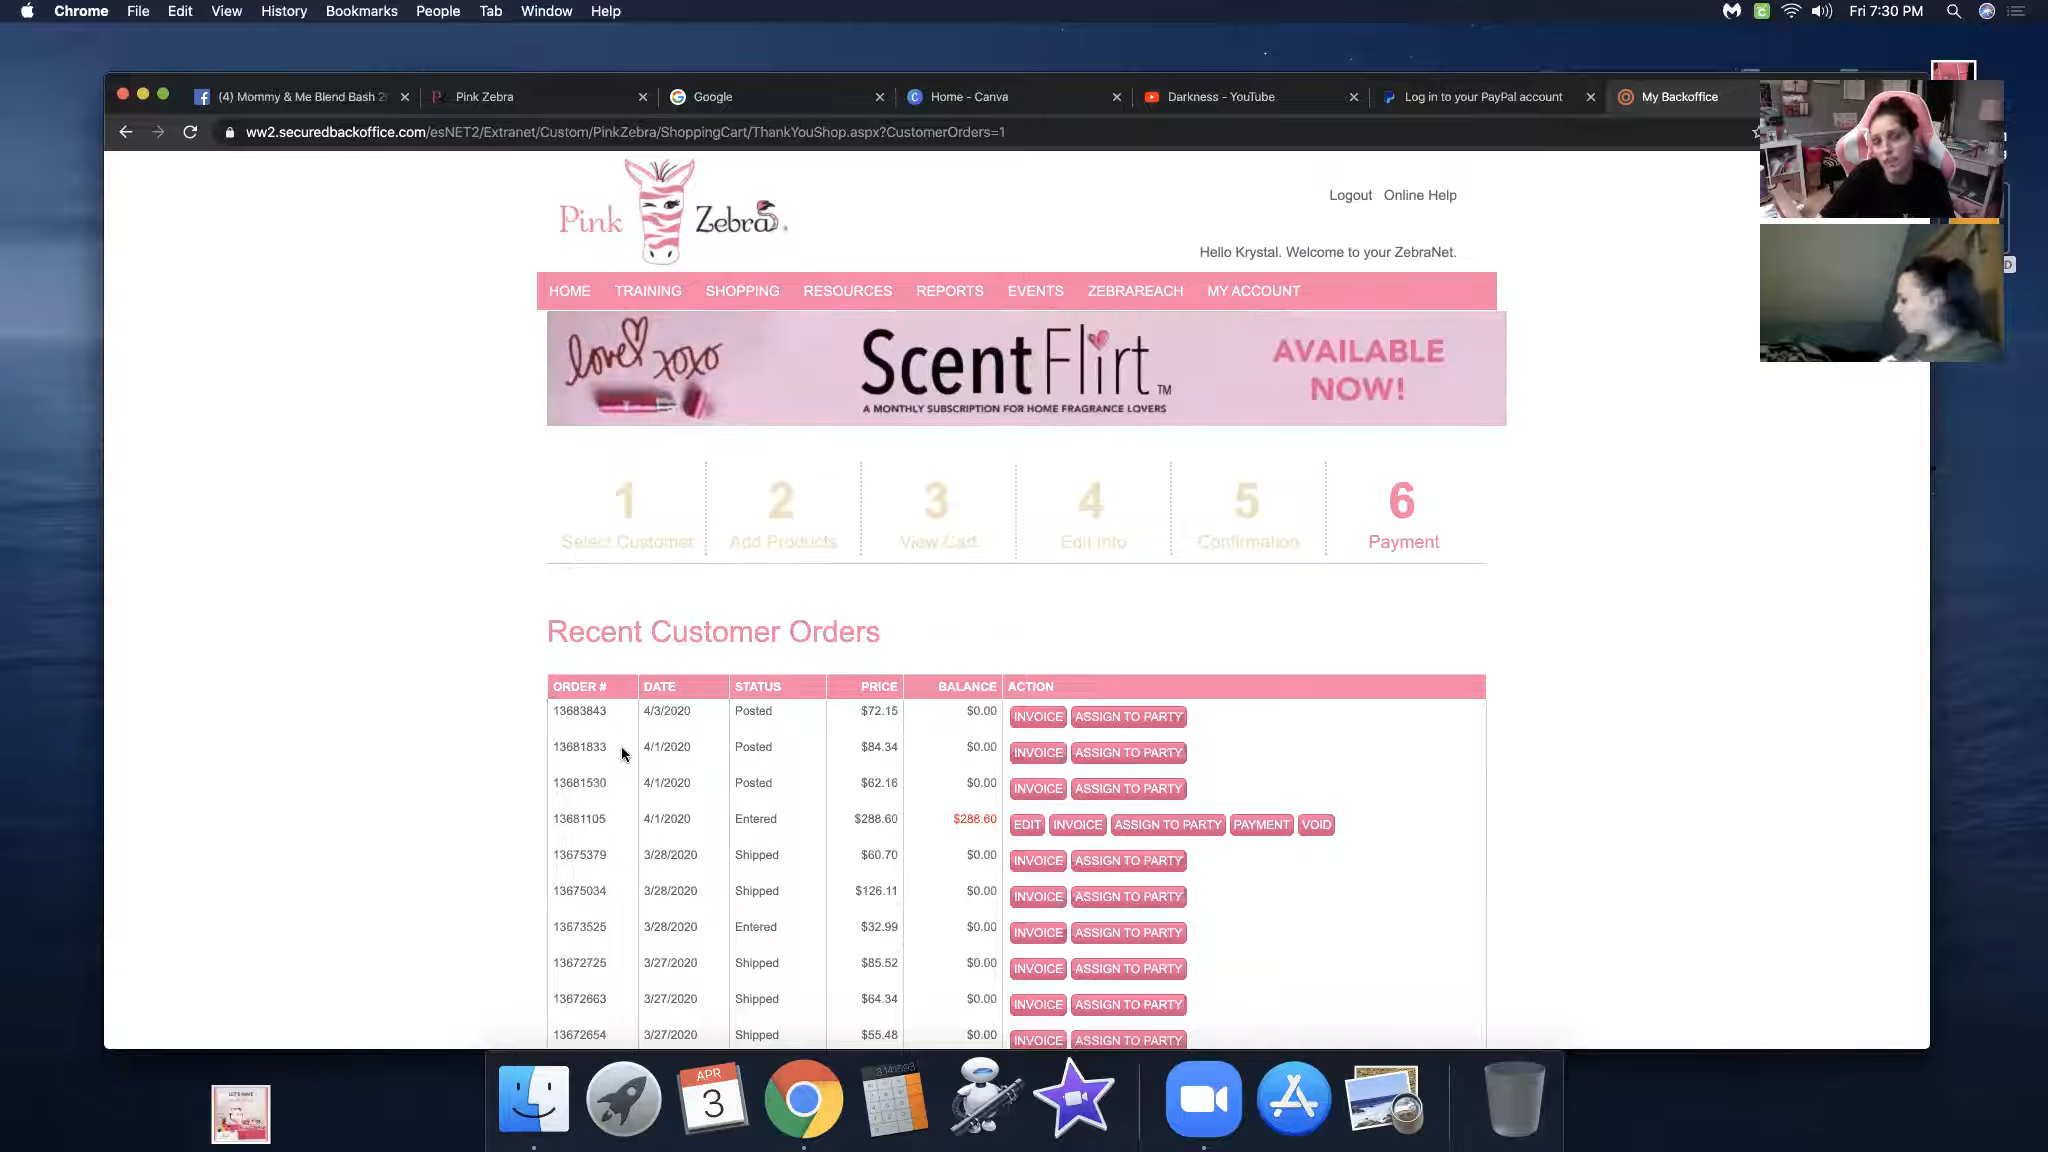 Chrome File Edit View History Bookmarks People Tab Window Help Fri 7:30 PM
(4) Mommy & Me Blend Bash 2 Pink Zebra Google Home - Canva Darkness - YouTube Log in to your PayPal account My Backoffice
ww2.securedbackoffice.com/esNET2/Extranet/Custom/PinkZebra/ShoppingCart/ThankYouShop.aspx?CustomerOrders=1
Logout Online Help
Pink Zebra
Hello Krystal. Welcome to your ZebraNet.
HOME TRAINING SHOPPING RESOURCES REPORTS EVENTS ZEBRAREACH MY ACCOUNT
love xoxo
ScentFlirt™
A MONTHLY SUBSCRIPTION FOR HOME FRAGRANCE LOVERS
AVAILABLE
NOW!
1 2 3 4 5 6
Select Customer Add Products View Cart Edit Info Confirmation Payment
Recent Customer Orders
ORDER # DATE STATUS PRICE BALANCE ACTION
13683843 4/3/2020 Posted $72.15 $0.00 INVOICE ASSIGN TO PARTY
13681833 4/1/2020 Posted $84.34 $0.00 INVOICE ASSIGN TO PARTY
13681530 4/1/2020 Posted $62.16 $0.00 INVOICE ASSIGN TO PARTY
13681105 4/1/2020 Entered $288.60 $288.60 EDIT INVOICE ASSIGN TO PARTY PAYMENT VOID
13675379 3/28/2020 Shipped $60.70 $0.00 INVOICE ASSIGN TO PARTY
13675034 3/28/2020 Shipped $126.11 $0.00 INVOICE ASSIGN TO PARTY
13673525 3/28/2020 Entered $32.99 $0.00 INVOICE ASSIGN TO PARTY
13672725 3/27/2020 Shipped $85.52 $0.00 INVOICE ASSIGN TO PARTY
13672663 3/27/2020 Shipped $64.34 $0.00 INVOICE ASSIGN TO PARTY
13672654 3/27/2020 Shipped $55.48 $0.00 INVOICE ASSIGN TO PARTY
APR
3
3.141593
LET'S HAVE